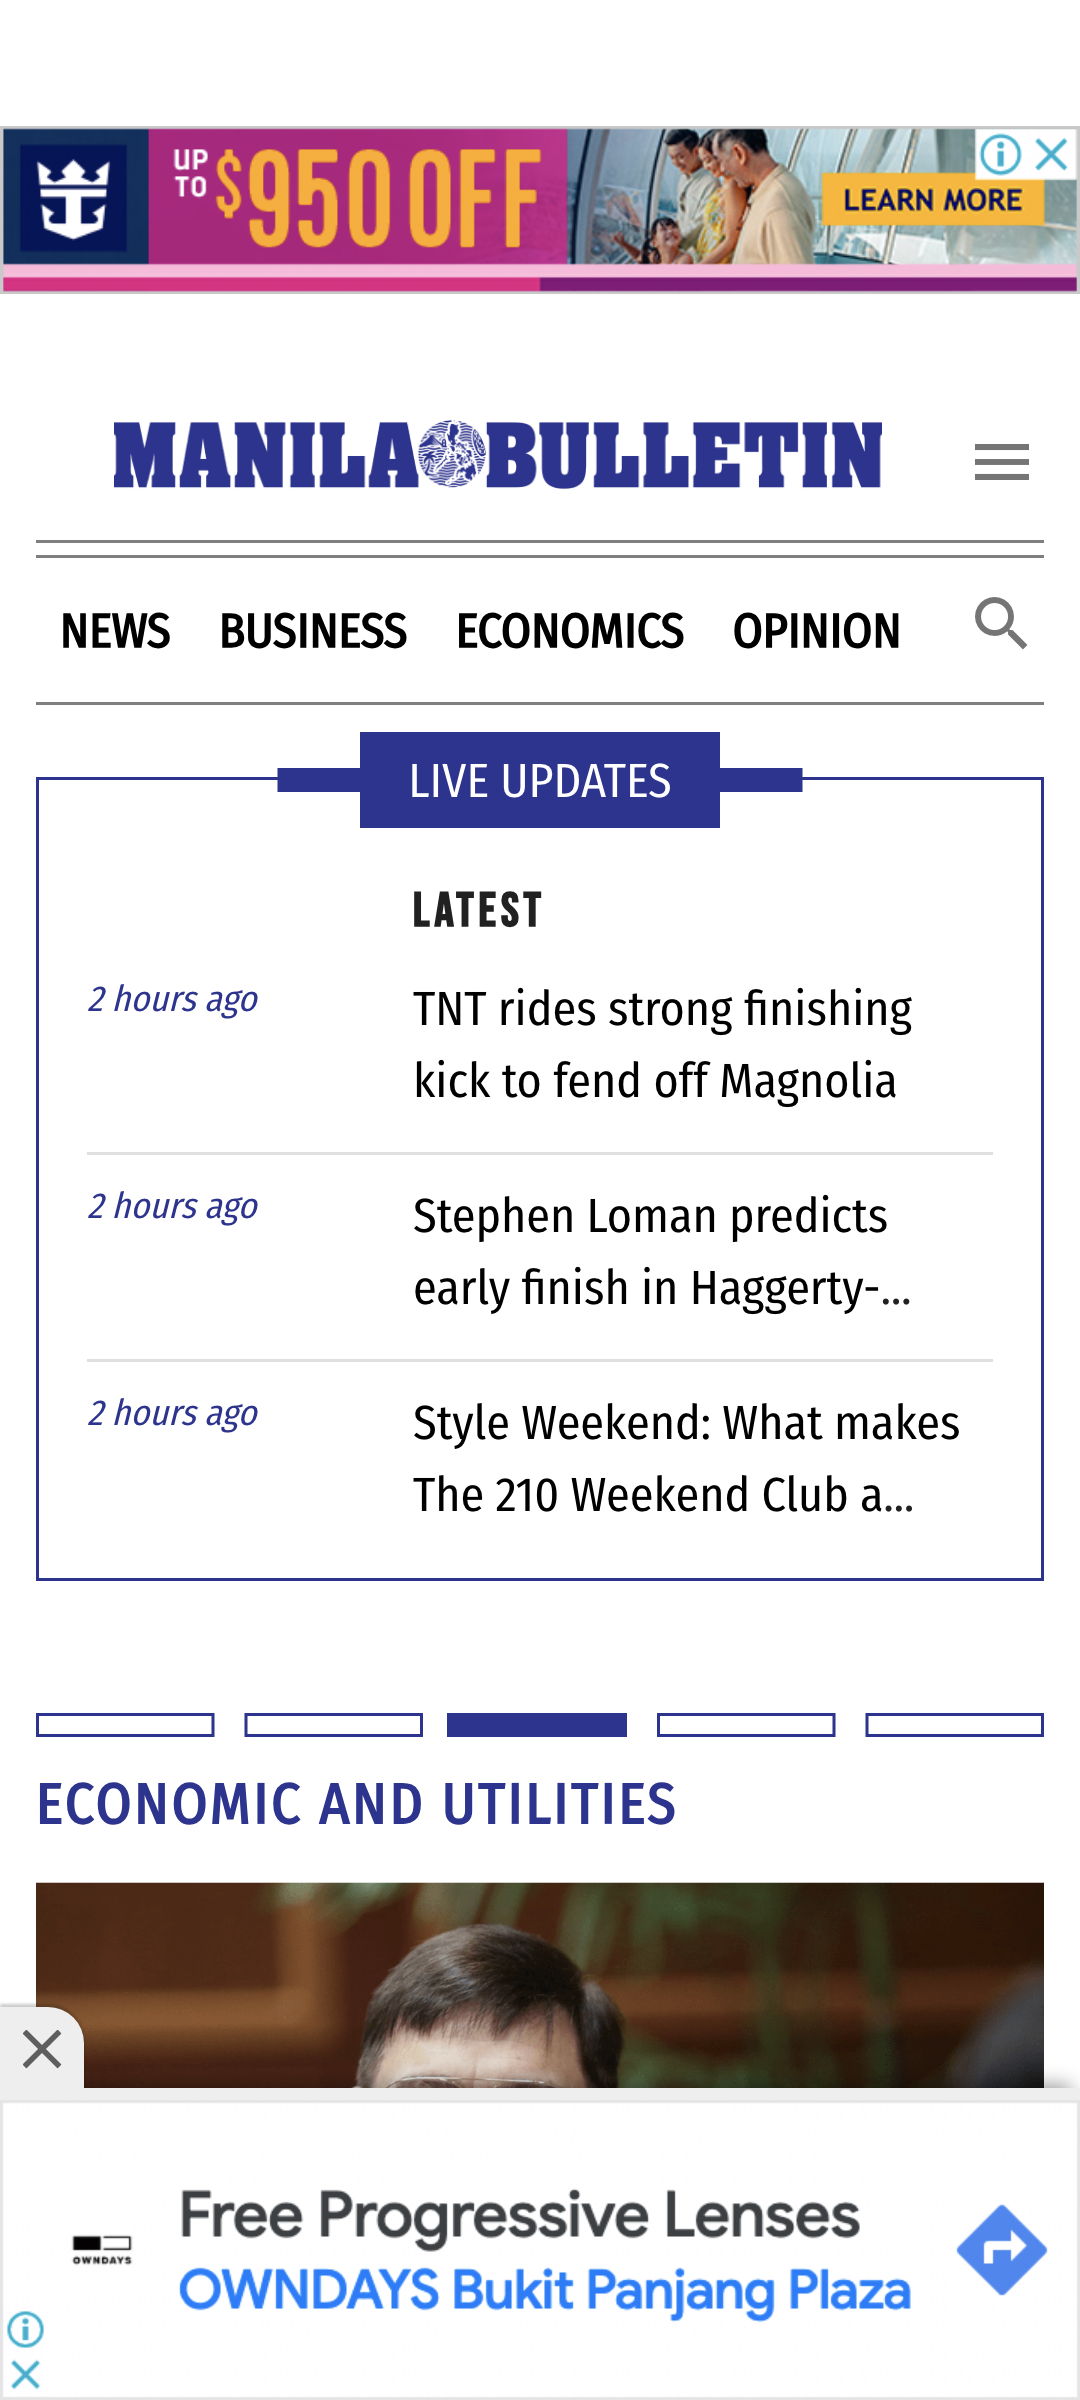 UP
TO $950 OFF
LEARN MORE
MANILA BULLETIN
NEWS BUSINESS ECONOMICS OPINION
LIVE UPDATES
LATEST
2 hours ago TNT rides strong finishing
kick to fend off Magnolia
2 hours ago Stephen Loman predicts
early finish in Haggerty-...
2 hours ago Style Weekend: What makes
The 210 Weekend Club a...
ECONOMIC AND UTILITIES
Free Progressive Lenses
OWNDAYS
OWNDAYS Bukit Panjang Plaza